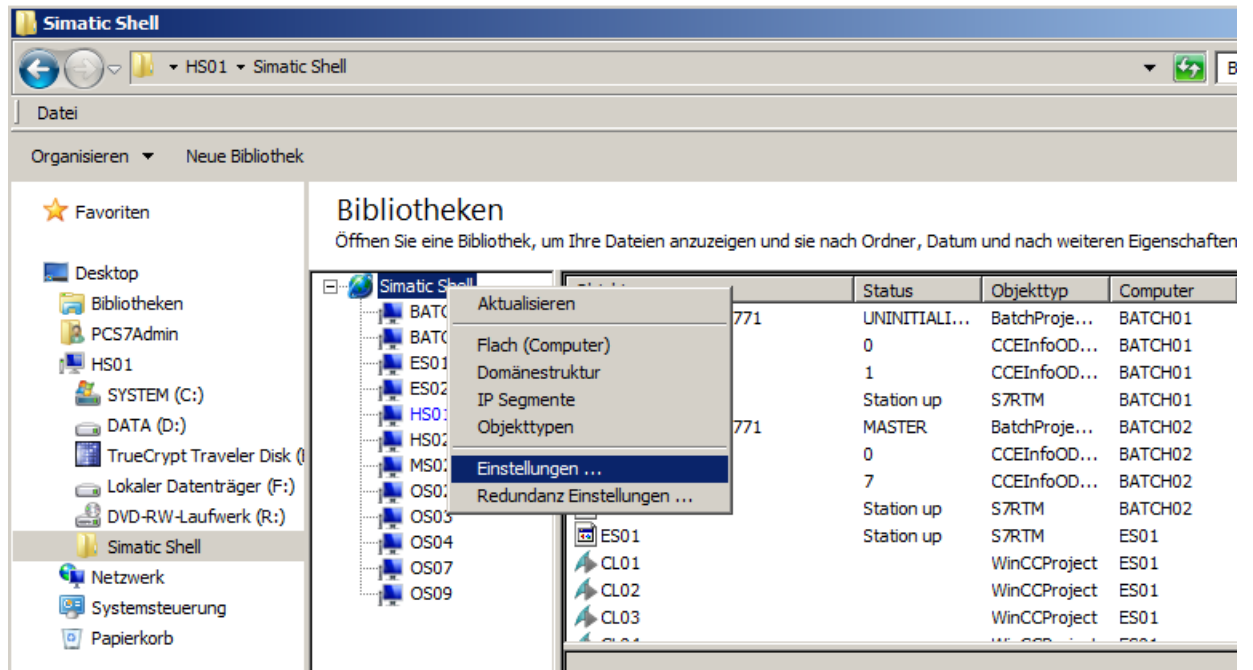 Simatic Shell
HS01 Simatic Shell
B
Datei
Organisieren Neue Bibliothek
Favoriten
Desktop
Bibliotheken
PCS7Admin
HS01
SYSTEM (C:)
DATA (D:)
TrueCrypt Traveler Disk (
Lokaler Datenträger (F:)
DVD-RW-Laufwerk (R:)
Simatic Shell
Netzwerk
Systemsteuerung
Papierkorb
Bibliotheken
Öffnen Sie eine Bibliothek, um Ihre Dateien anzuzeigen und sie nach Ordner, Datum und nach weiteren Eigenschaften
Simatic Shell
BATC
BATC
ES01
ES02
HS01
HS02
MS02
OS02
OS03
OS04
OS07
OS09
Aktualisieren
Flach (Computer)
Domänestruktur
IP Segmente
Objekttypen
Einstellungen ...
Redundanz Einstellungen ...
Status Objekttyp Computer
771 UNINITIALI... BatchProje... BATCH01
0 CCEInfoOD... BATCH01
1 CCEInfoOD... BATCH01
Station up S7RTM BATCH01
771 MASTER BatchProje... BATCH02
0 CCEInfoOD... BATCH02
7 CCEInfoOD... BATCH02
Station up S7RTM BATCH02
ES01 Station up S7RTM ES01
CL01 WinCCProject ES01
CL02 WinCCProject ES01
CL03 WinCCProject ES01